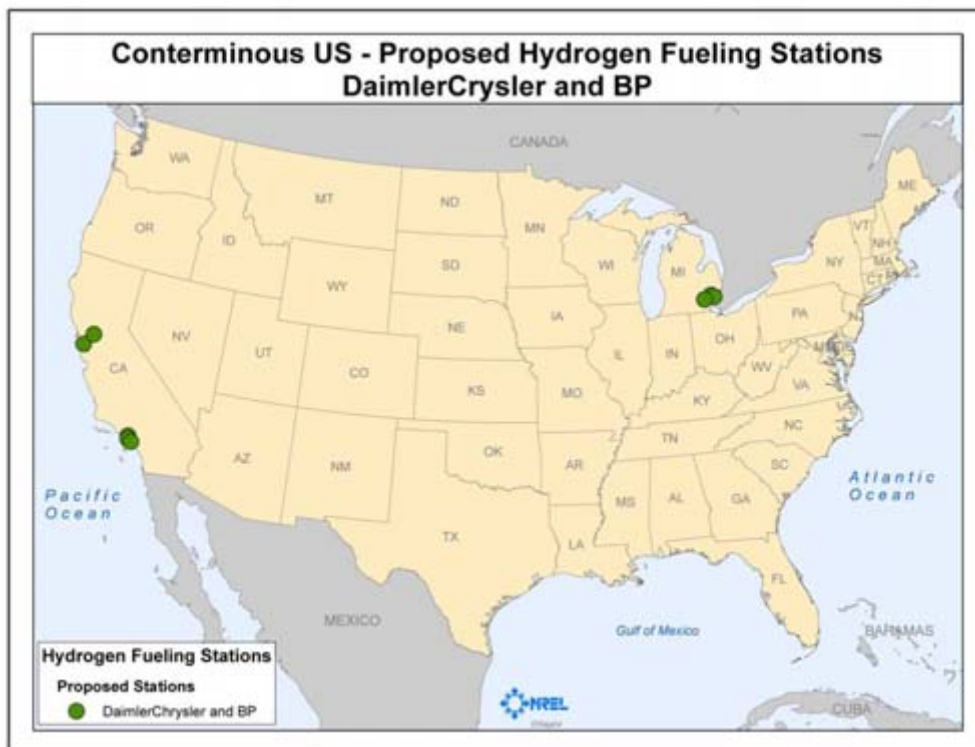 Conterminous US - Proposed Hydrogen Fueling Stations
DaimlerCrysler and BP
CANADA
WA
MT
ND
MN
ME
OR
ID
SD
WI
MI
VT
NH
NY
MA
CT
WY
NE
IA
PA
NV
UT
CO
IL
IN
OH
WV
VA
CA
KS
MO
KY
AZ
NM
OK
AR
TN
NC
SC
MS
AL
GA
TX
LA
FL
Pacific
Ocean
Atlantic
Ocean
MEXICO
Gulf of Mexico
BAHAMAS
CUBA
Hydrogen Fueling Stations
Proposed Stations
DaimlerChrysler and BP
NREL